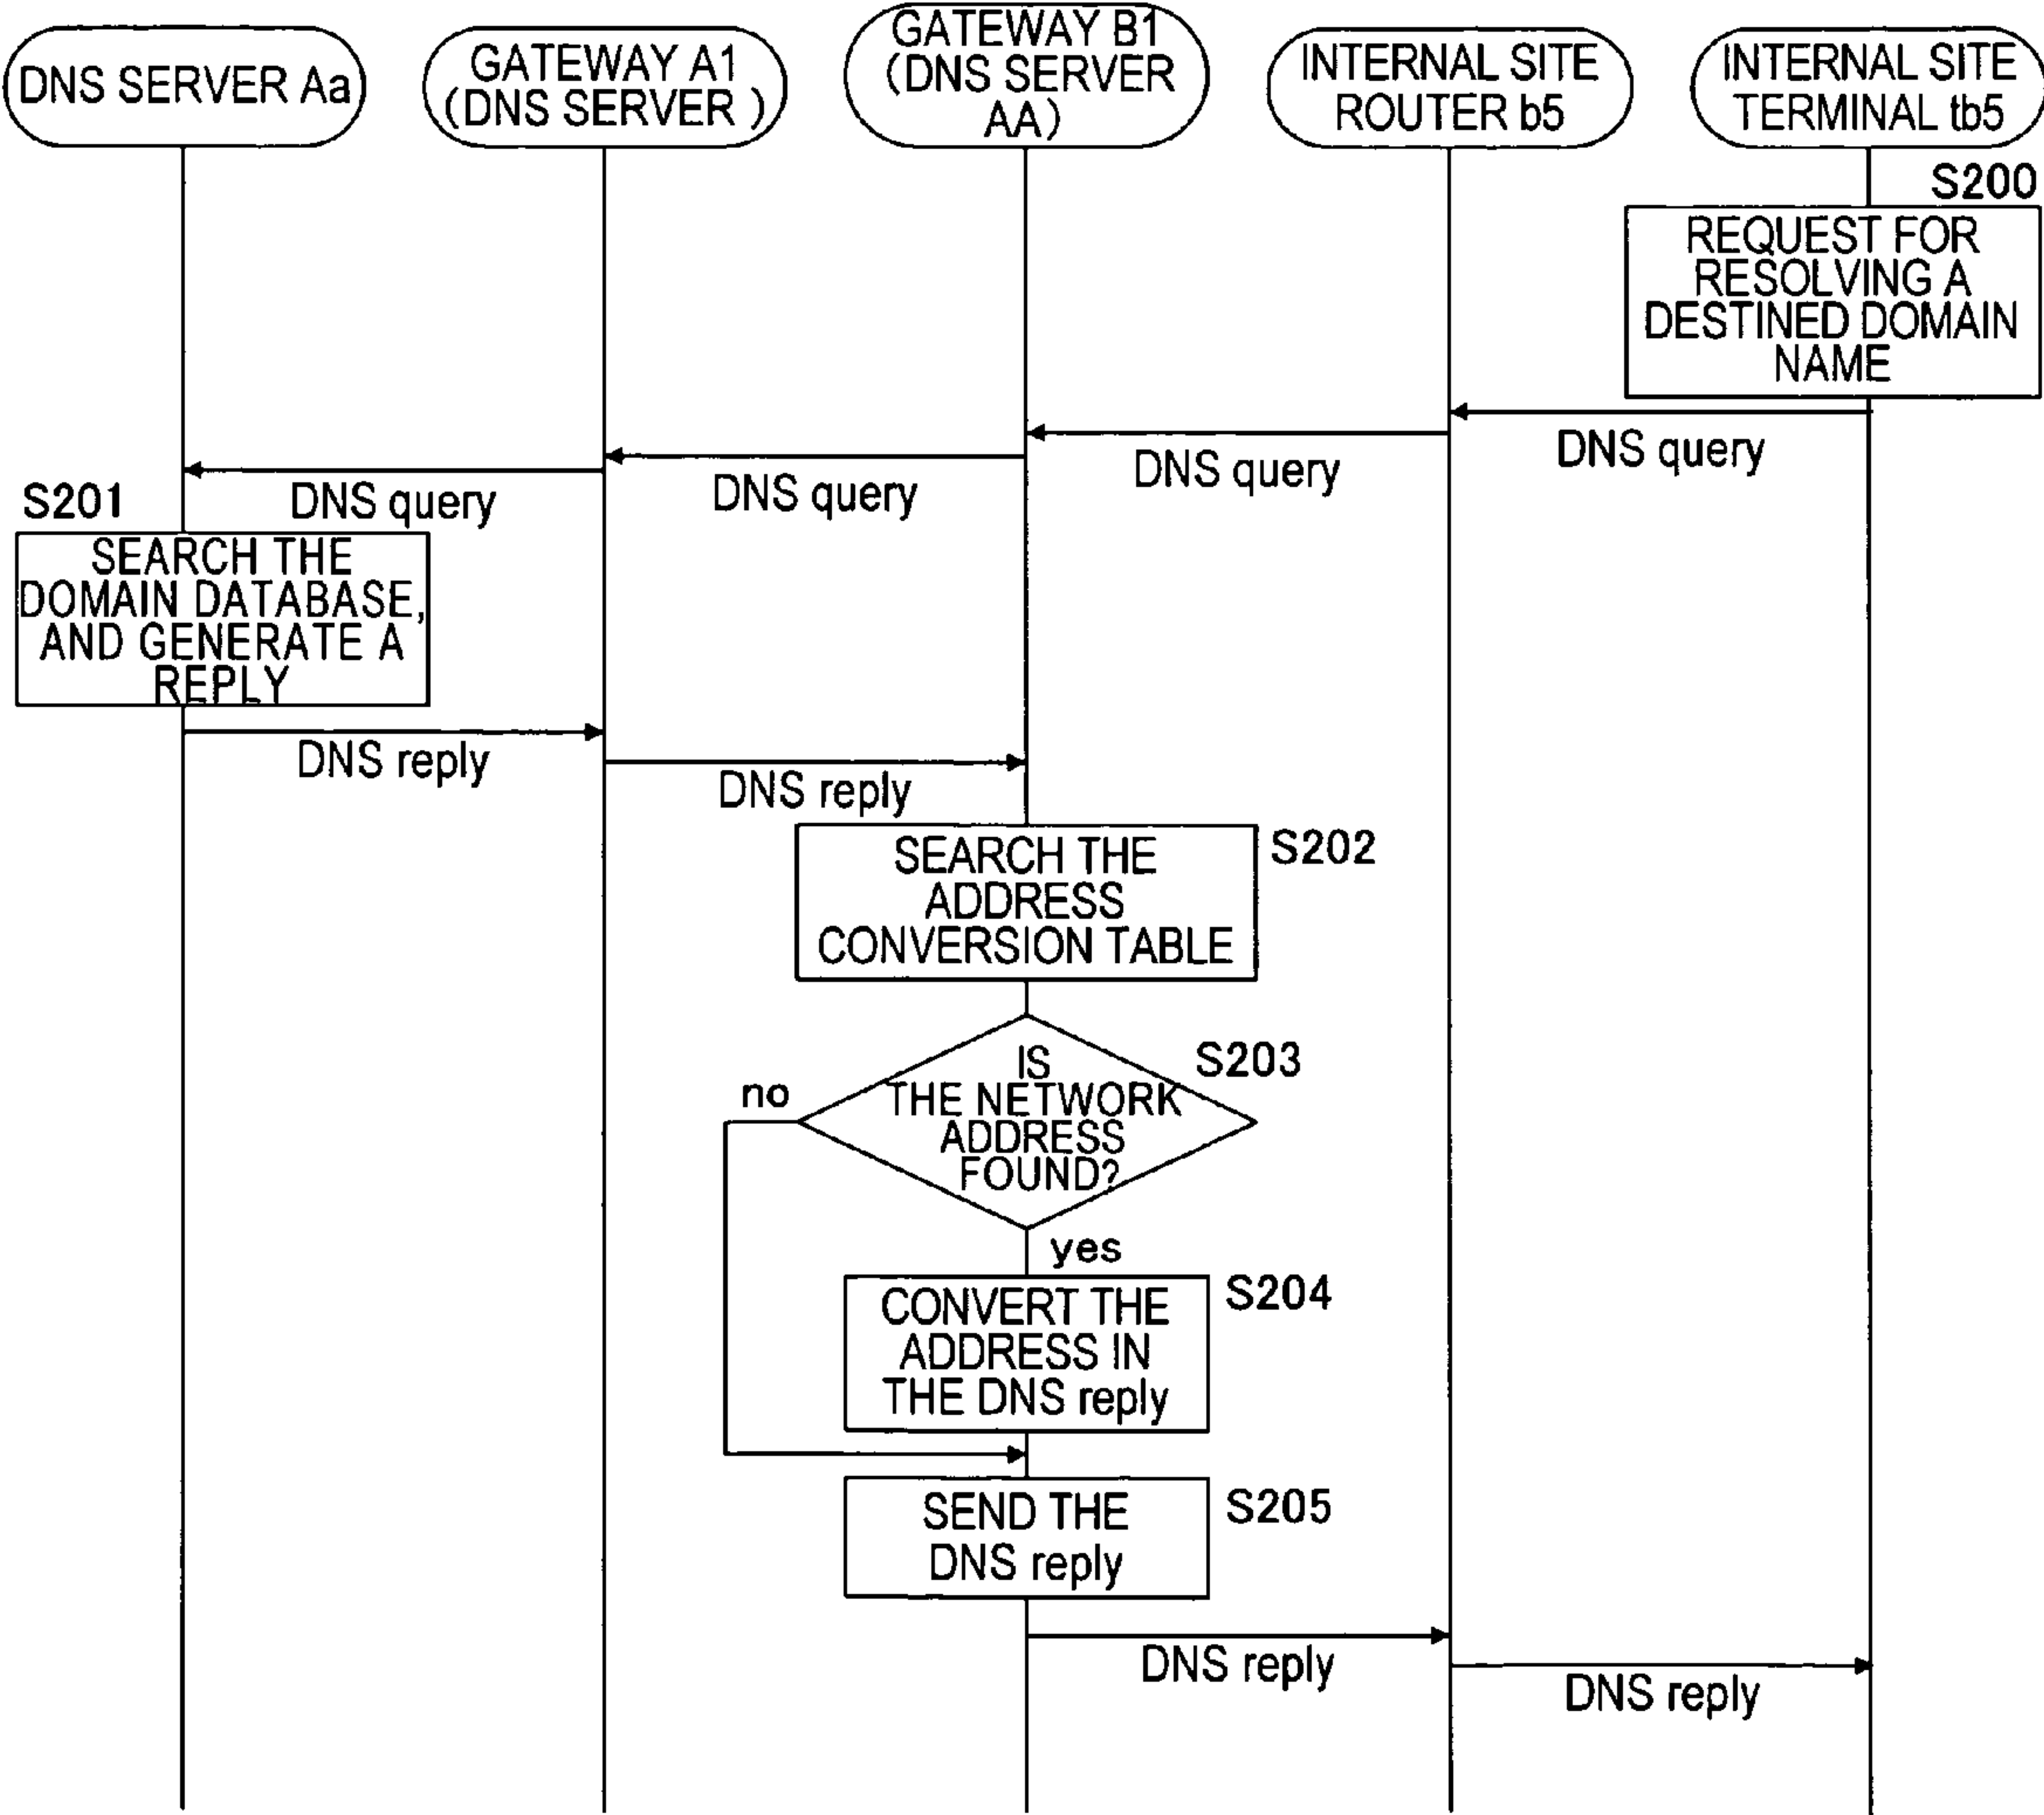 DNS SERVER Aa
GATEWAY A1
(DNS SERVER )
GATEWAY B1
(DNS SERVER
AA)
INTERNAL SITE
ROUTER b5
INTERNAL SITE
TERMINAL tb5
S200
REQUEST FOR
RESOLVING A
DESTINED DOMAIN
NAME
DNS query
DNS query
DNS query
DNS query
S201
SEARCH THE
DOMAIN DATABASE,
AND GENERATE A
REPLY
DNS reply
DNS reply
SEARCH THE
ADDRESS
CONVERSION TABLE
S202
IS
THE NETWORK
ADDRESS
FOUND?
S203
no
yes
CONVERT THE
ADDRESS IN
THE DNS reply
S204
SEND THE
DNS reply
S205
DNS reply
DNS reply